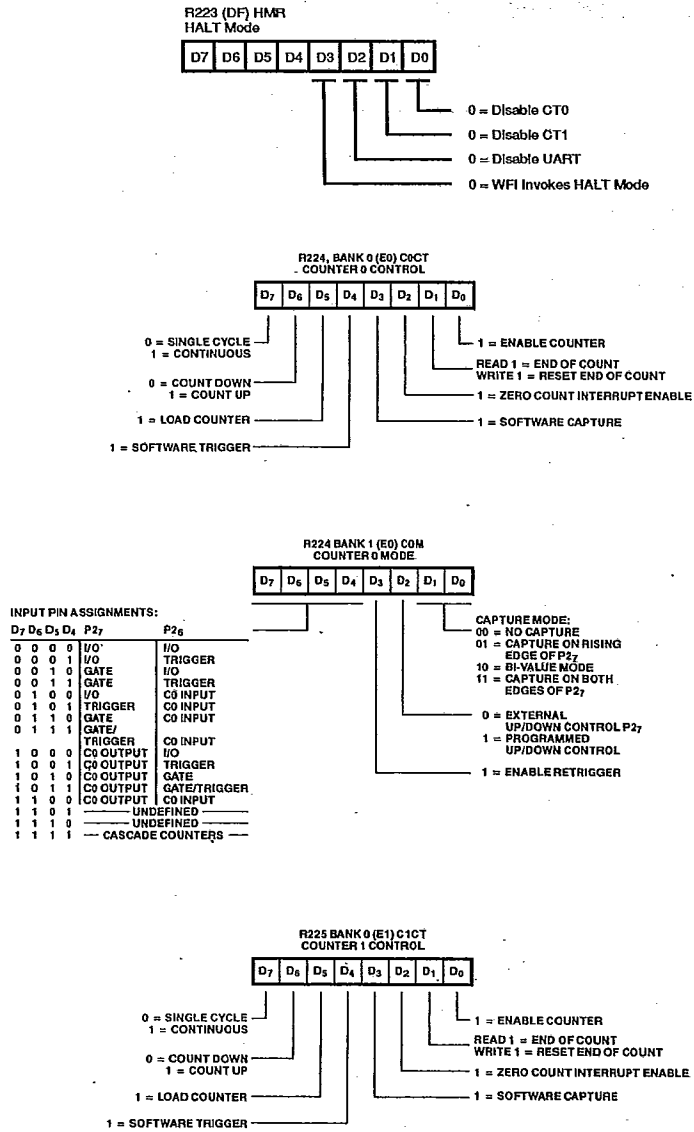 R223 (DF) HMR
HALT Mode
D7 D6 D5 D4 D3 D2 D1 D0
0 = Disable CT0
0 = Disable CT1
0 = Disable UART
0 = WFI Invokes HALT Mode
R224, BANK 0 (E0) C0CT
COUNTER 0 CONTROL
D7 D6 D5 D4 D3 D2 D1 D0
0 = SINGLE CYCLE
1 = CONTINUOUS
0 = COUNT DOWN
1 = COUNT UP
1 = LOAD COUNTER
1 = SOFTWARE TRIGGER
1 = ENABLE COUNTER
READ 1 = END OF COUNT
WRITE 1 = RESET END OF COUNT
1 = ZERO COUNT INTERRUPT ENABLE
1 = SOFTWARE CAPTURE
R224 BANK 1 (E0) C0M
COUNTER 0 MODE
D7 D6 D5 D4 D3 D2 D1 D0
INPUT PIN ASSIGNMENTS:
D7 D6 D5 D4 P27 P26
0 0 0 0 I/O I/O
0 0 0 1 I/O TRIGGER
0 0 1 0 GATE I/O
0 0 1 1 GATE TRIGGER
0 1 0 0 I/O C0 INPUT
0 1 0 1 TRIGGER C0 INPUT
0 1 1 0 GATE C0 INPUT
0 1 1 1 GATE/
TRIGGER C0 INPUT
1 0 0 0 C0 OUTPUT I/O
1 0 0 1 C0 OUTPUT TRIGGER
1 0 1 0 C0 OUTPUT GATE
1 0 1 1 C0 OUTPUT GATE/TRIGGER
1 1 0 0 C0 OUTPUT C0 INPUT
1 1 0 1 UNDEFINED
1 1 1 0 UNDEFINED
1 1 1 1 CASCADE COUNTERS
CAPTURE MODE:
00 = NO CAPTURE
01 = CAPTURE ON RISING
EDGE OF P27
10 = BI-VALUE MODE
11 = CAPTURE ON BOTH
EDGES OF P27
0 = EXTERNAL
UP/DOWN CONTROL P27
1 = PROGRAMMED
UP/DOWN CONTROL
1 = ENABLE RETRIGGER
R225 BANK 0 (E1) C1CT
COUNTER 1 CONTROL
D7 D6 D5 D4 D3 D2 D1 D0
0 = SINGLE CYCLE
1 = CONTINUOUS
0 = COUNT DOWN
1 = COUNT UP
1 = LOAD COUNTER
1 = SOFTWARE TRIGGER
1 = ENABLE COUNTER
READ 1 = END OF COUNT
WRITE 1 = RESET END OF COUNT
1 = ZERO COUNT INTERRUPT ENABLE
1 = SOFTWARE CAPTURE